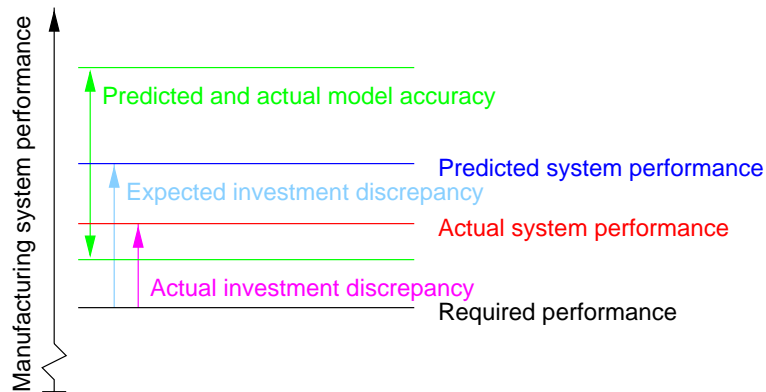 Manufacturing system performance
Predicted and actual model accuracy
Predicted system performance
Expected investment discrepancy
Actual system performance
Actual investment discrepancy
Required performance